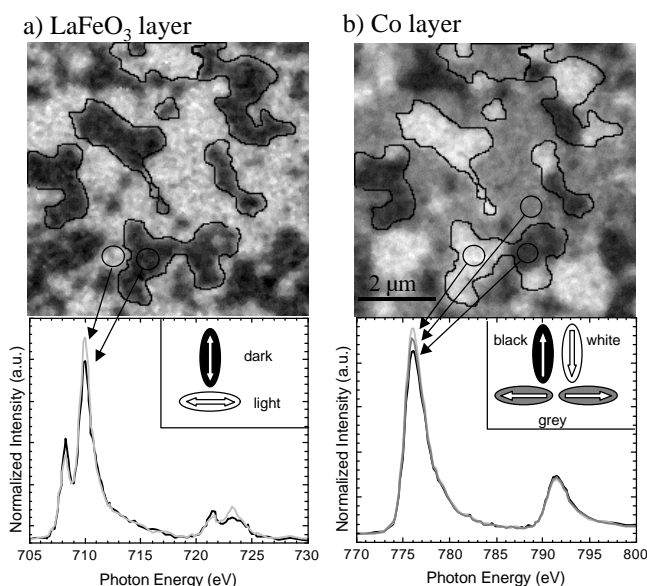 a) LaFeO₃ layer
b) Co layer
2 µm
dark
light
Normalized Intensity (a.u.)
705 710 715 720 725 730
Photon Energy (eV)
black
white
grey
Normalized Intensity (a.u.)
770 775 780 785 790 795 800
Photon Energy (eV)